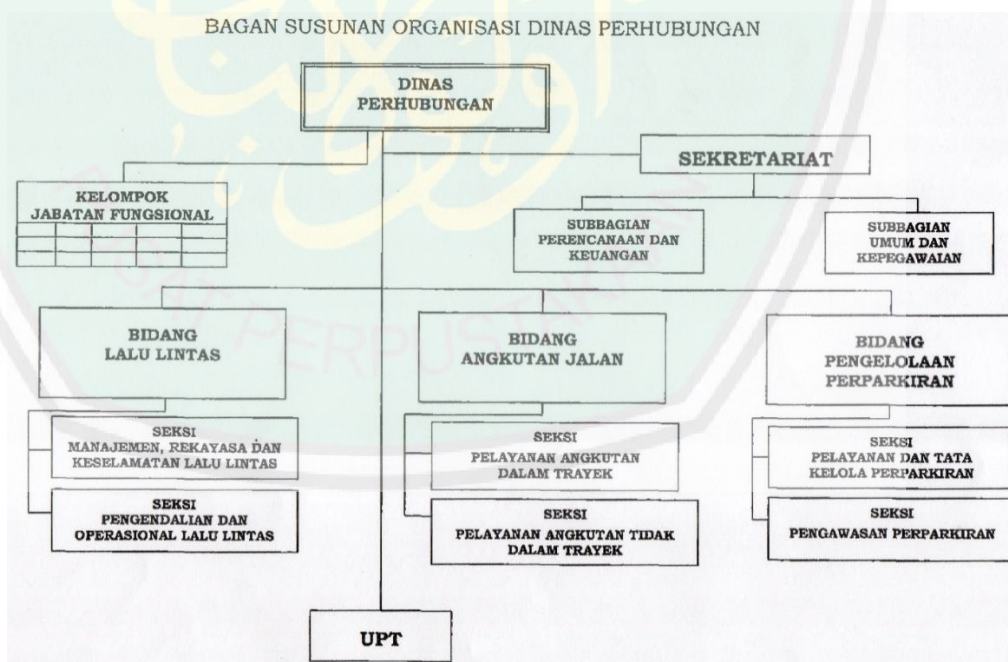 BAGAN SUSUNAN ORGANISASI DINAS PERHUBUNGAN
DINAS
PERHUBUNGAN
SEKRETARIAT
KELOMPOK
JABATAN FUNGSIONAL
SUBBAGIAN
PERENCANAAN DAN
KEUANGAN
SUBBAGIAN
UMUM DAN
KEPEGAWAIAN
BIDANG
LALU LINTAS
BIDANG
ANGKUTAN JALAN
BIDANG
PENGELOLAAN
PERPARKIRAN
SEKSI
MANAJEMEN, REKAYASA DAN
KESELAMATAN LALU LINTAS
SEKSI
PELAYANAN ANGKUTAN
DALAM TRAYEK
SEKSI
PELAYANAN DAN TATA
KELOLA PERPARKIRAN
SEKSI
PENGENDALIAN DAN
OPERASIONAL LALU LINTAS
SEKSI
PELAYANAN ANGKUTAN TIDAK
DALAM TRAYEK
SEKSI
PENGAWASAN PERPARKIRAN
UPT
PUSAT PERPUSTAKAAN